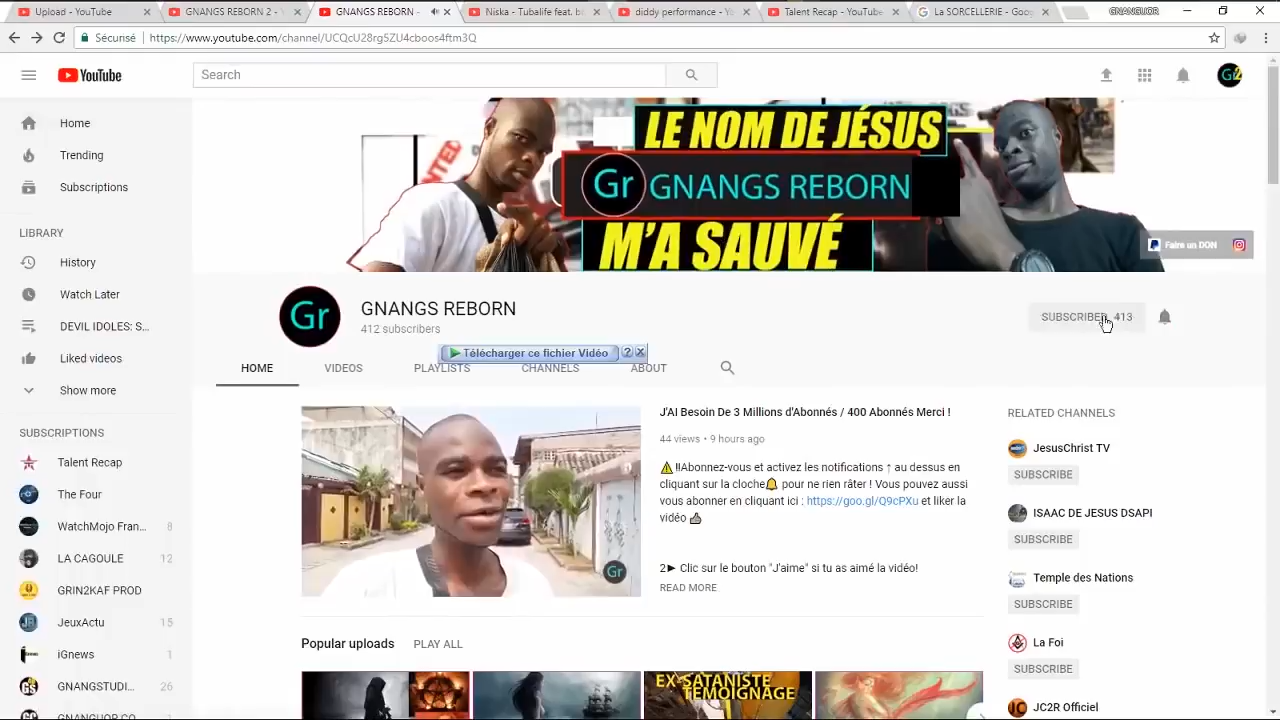 Upload - YouTube
GNANGS REBORN 2 - Y
GNANGS REBORN -
Niska - Tubalife feat. b
diddy performance - Yo
Talent Recap - YouTube
La SORCELLERIE - Goo
GNANGUOR
Sécurisé
https://www.youtube.com/channel/UCQcU28rgSZU4cboos4ftm3Q
YouTube
Search
Home
Trending
Subscriptions
LIBRARY
History
Watch Later
DEVIL IDOLES: S...
Liked videos
Show more
SUBSCRIPTIONS
Talent Recap
The Four
WatchMojo Fran... 8
LA CAGOULE 12
GRIN2KAF PROD
JeuxActu 15
iGnews 1
GNANGSTUDI... 26
GNANGUOR CO
LE NOM DE JÉSUS
Gr GNANGS REBORN
M'A SAUVÉ
Faire un DON
Gr
GNANGS REBORN
412 subscribers
SUBSCRIBED 413
Télécharger ce fichier Vidéo
HOME
VIDEOS
PLAYLISTS
CHANNELS
ABOUT
Gr
J'AI Besoin De 3 Millions d'Abonnés / 400 Abonnés Merci !
44 views • 9 hours ago
⚠!!Abonnez-vous et activez les notifications ↑ au dessus en
cliquant sur la cloche🔔 pour ne rien râter ! Vous pouvez aussi
vous abonner en cliquant ici : https://goo.gl/Q9cPXu et liker la
vidéo 👍
2► Clic sur le bouton "J'aime" si tu as aimé la vidéo!
READ MORE
Popular uploads
PLAY ALL
EX-SATANISTE
TÉMOIGNAGE
RELATED CHANNELS
JesusChrist TV
SUBSCRIBE
ISAAC DE JESUS DSAPI
SUBSCRIBE
Temple des Nations
SUBSCRIBE
La Foi
SUBSCRIBE
JC2R Officiel